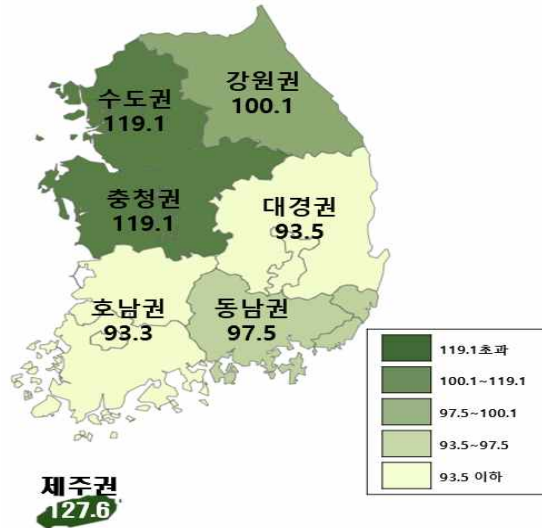 강원권
100.1
수도권
119.1
충청권
119.1
대경권
93.5
호남권
93.3
동남권
97.5
제주권
127.6
119.1초과
100.1~119.1
97.5~100.1
93.5~97.5
93.5 이하